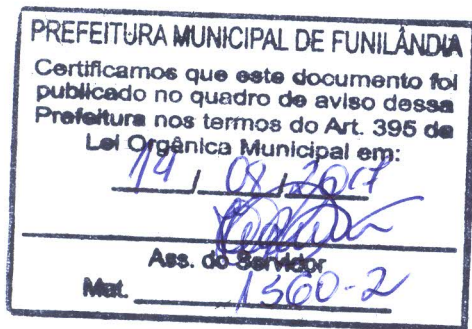 PREFEITURA MUNICIPAL DE FUNILÂNDIA
Certificamos que este documento foi
publicado no quadro de aviso dessa
Prefeitura nos termos do Art. 395 da
Lei Orgânica Municipal em:
14 / 08 / 2017
Ass. do Servidor
Mat. 1360-2